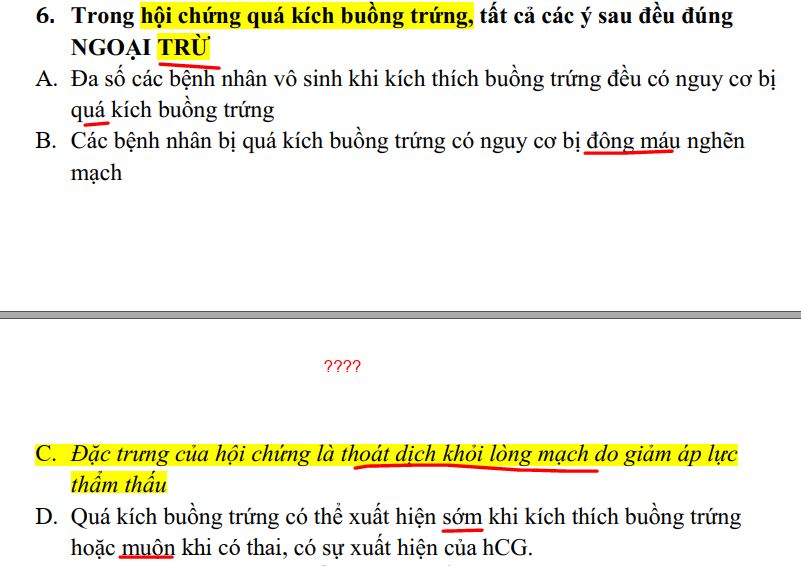 6. Trong hội chứng quá kích buồng trứng, tất cả các ý sau đều đúng
NGOẠI TRỪ
A. Đa số các bệnh nhân vô sinh khi kích thích buồng trứng đều có nguy cơ bị
quá kích buồng trứng
B. Các bệnh nhân bị quá kích buồng trứng có nguy cơ bị đông máu nghẽn
mạch
????
C. Đặc trưng của hội chứng là thoát dịch khỏi lòng mạch do giảm áp lực
thẩm thấu
D. Quá kích buồng trứng có thể xuất hiện sớm khi kích thích buồng trứng
hoặc muộn khi có thai, có sự xuất hiện của hCG.